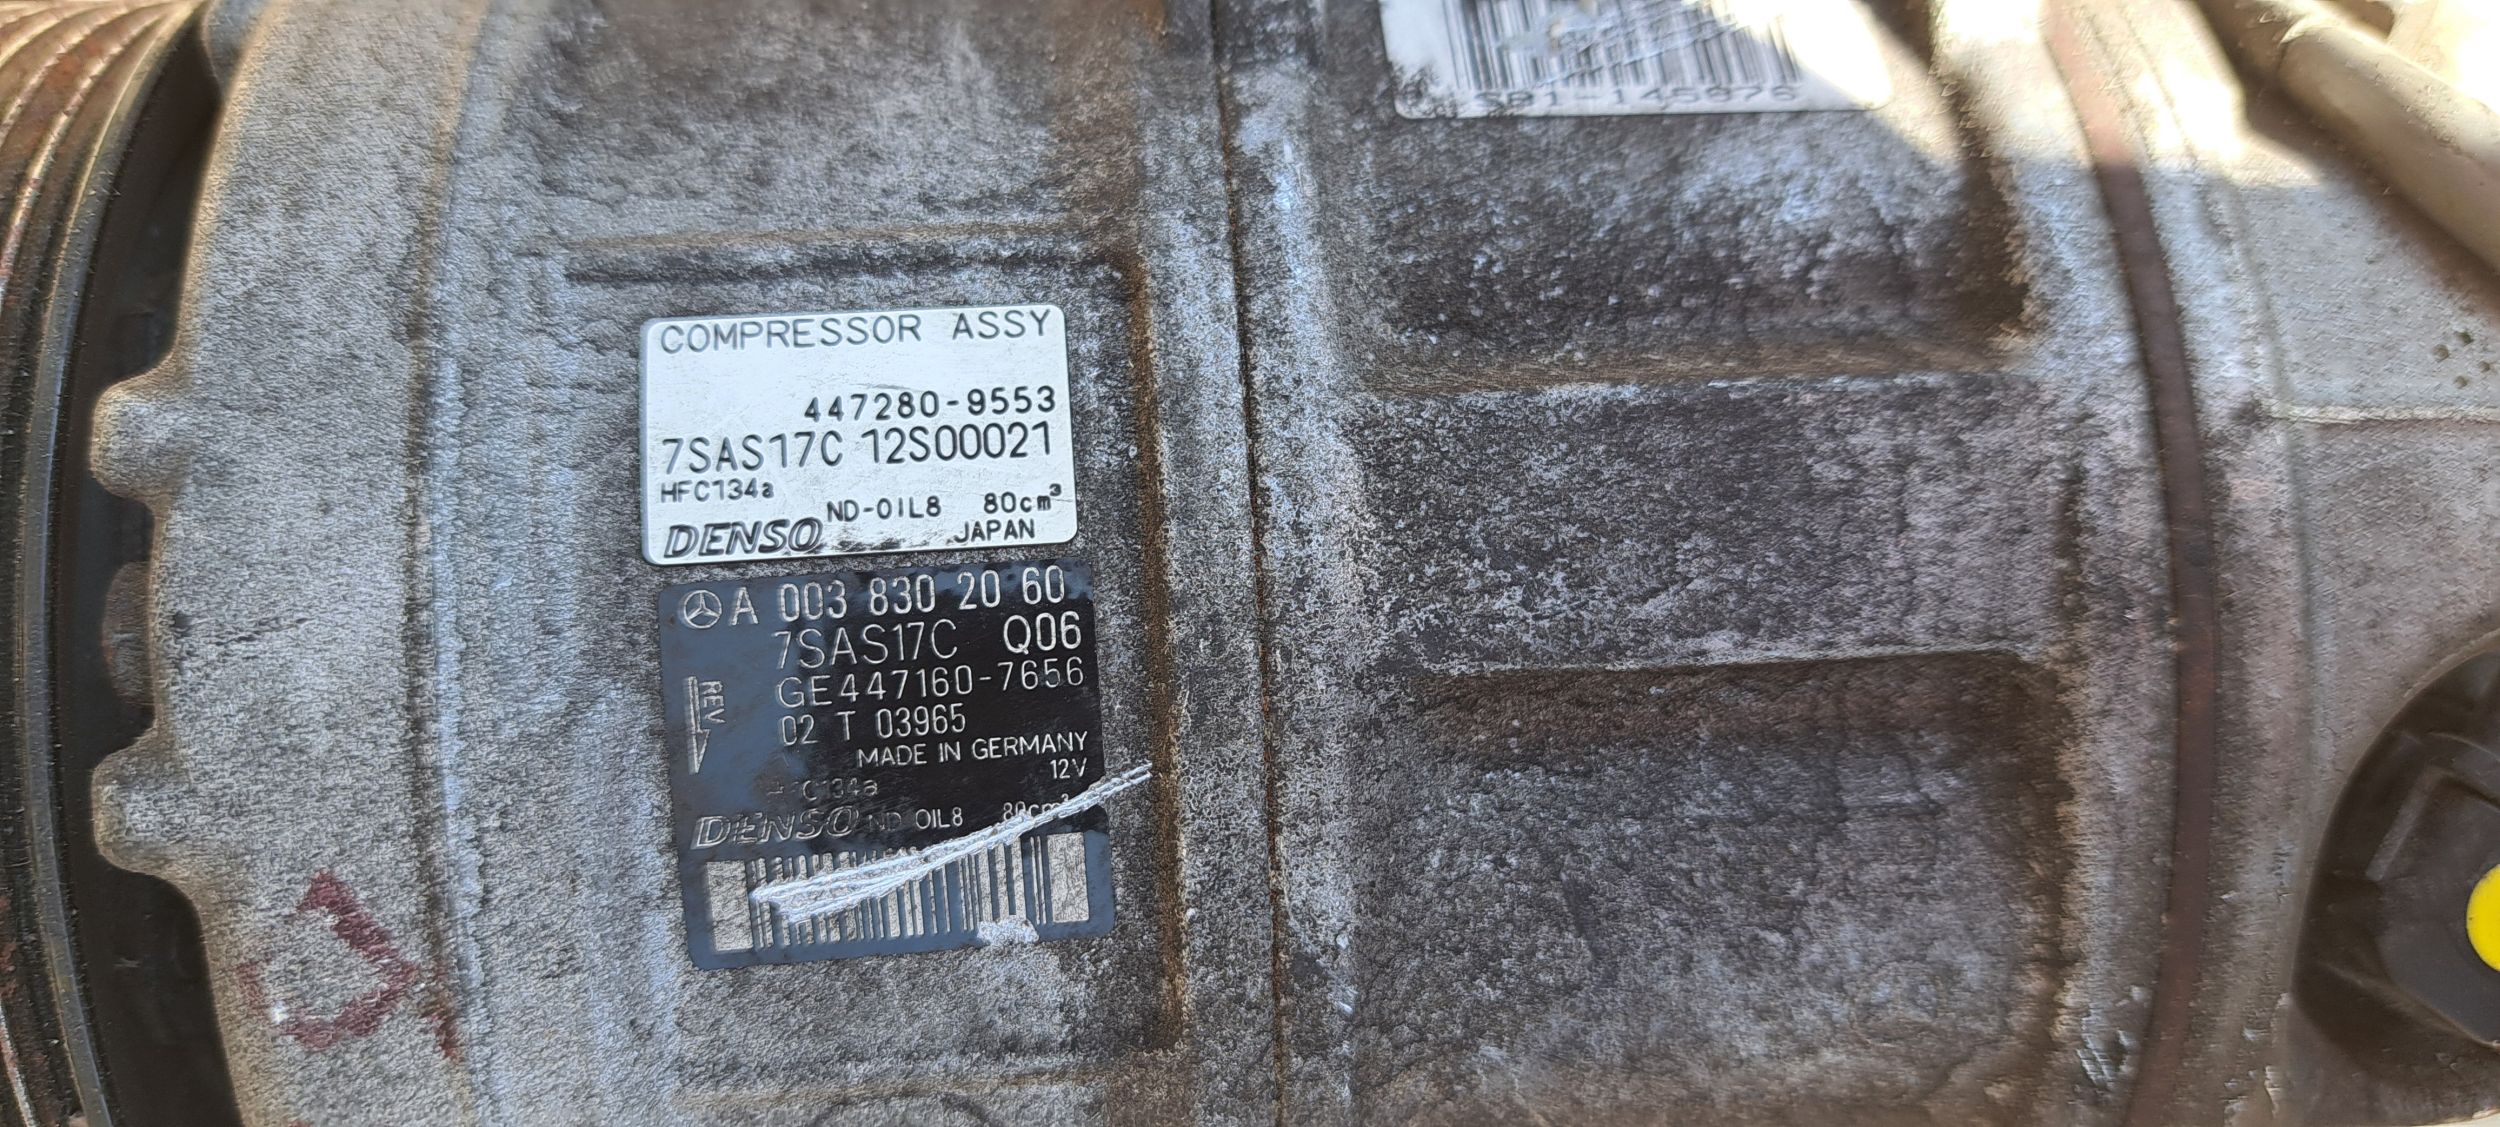 COMPRESSOR ASSY
447280-9553
7SAS17C 12S00021
HFC134a
ND-OIL8 80cm³
DENSO JAPAN
A 003 830 20 60
7SAS17C Q06
REV
GE447160-7656
02 T 03965
MADE IN GERMANY
12V
C134a
DENSO ND OIL8 80cm³